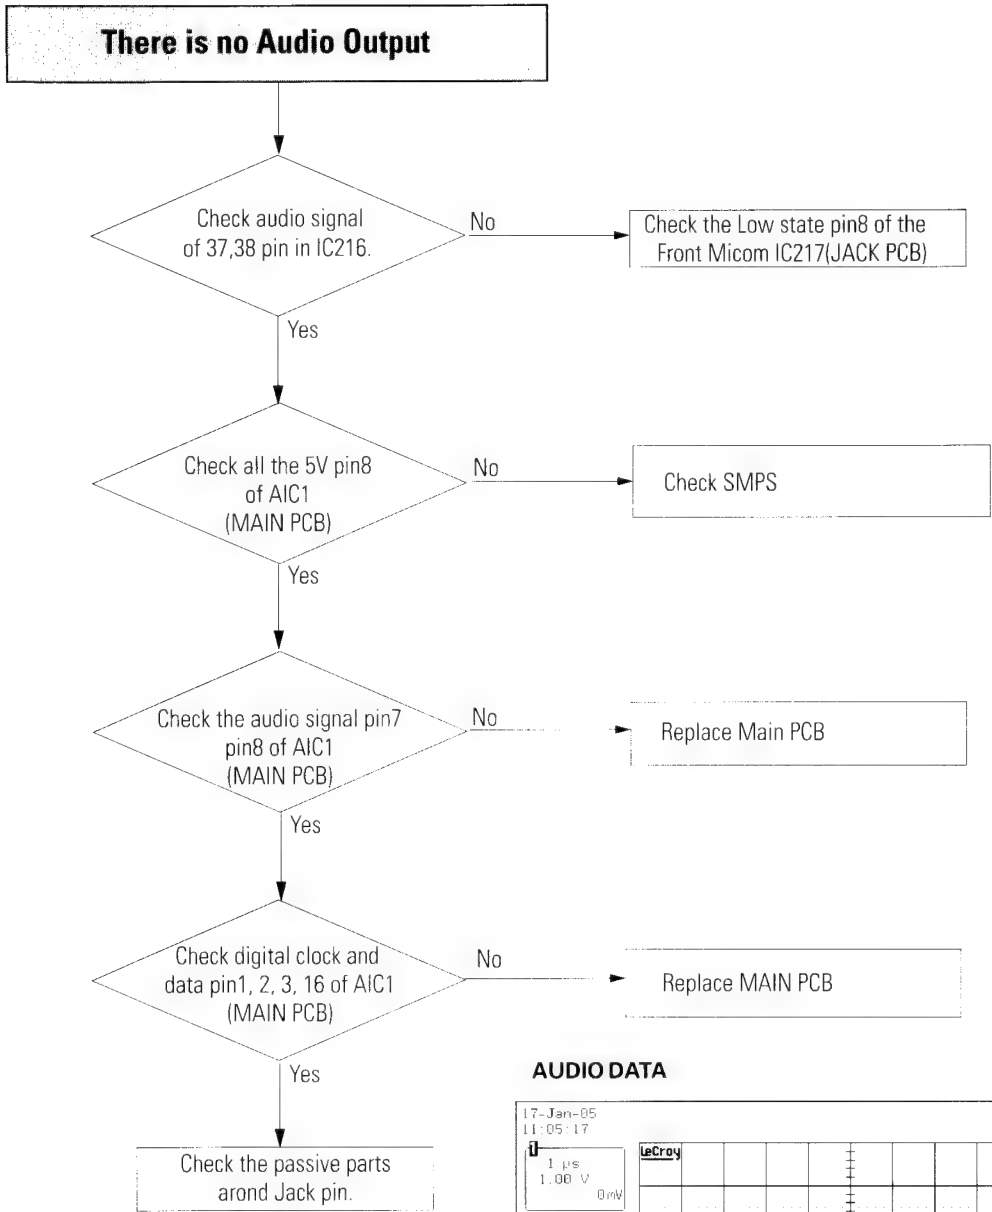 There is no Audio Output
Check audio signal
of 37,38 pin in IC216.
No
Check the Low state pin8 of the
Front Micom IC217(JACK PCB)
Yes
Check all the 5V pin8
of AIC1
(MAIN PCB)
No
Check SMPS
Yes
Check the audio signal pin7
pin8 of AIC1
(MAIN PCB)
No
Replace Main PCB
Yes
Check digital clock and
data pin1, 2, 3, 16 of AIC1
(MAIN PCB)
No
Replace MAIN PCB
Yes
Check the passive parts
arond Jack pin.
AUDIO DATA
17-Jan-05
11:05:17
1
1 µs
1.00 V
0mV
LeCroy